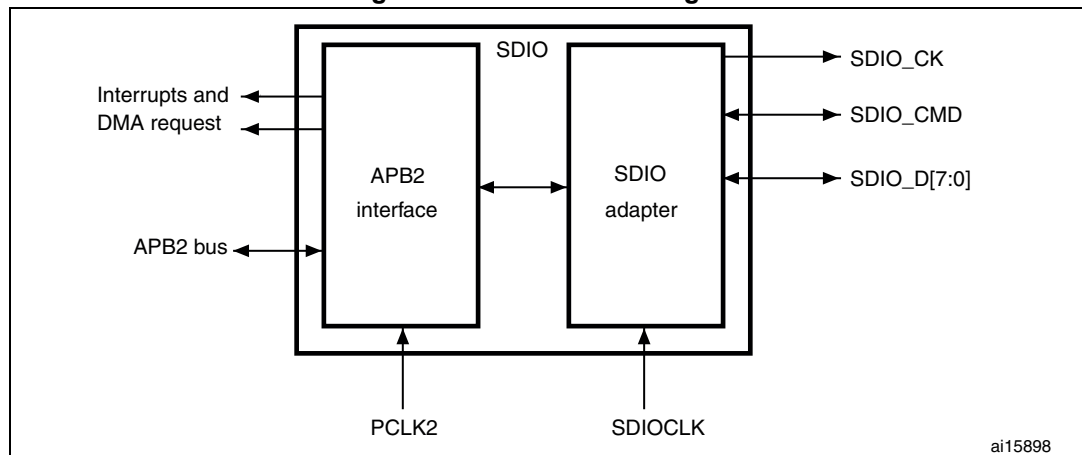 SDIO
Interrupts and
DMA request
APB2
interface
APB2 bus
SDIO
adapter
SDIO_CK
SDIO_CMD
SDIO_D[7:0]
PCLK2
SDIOCLK
ai15898